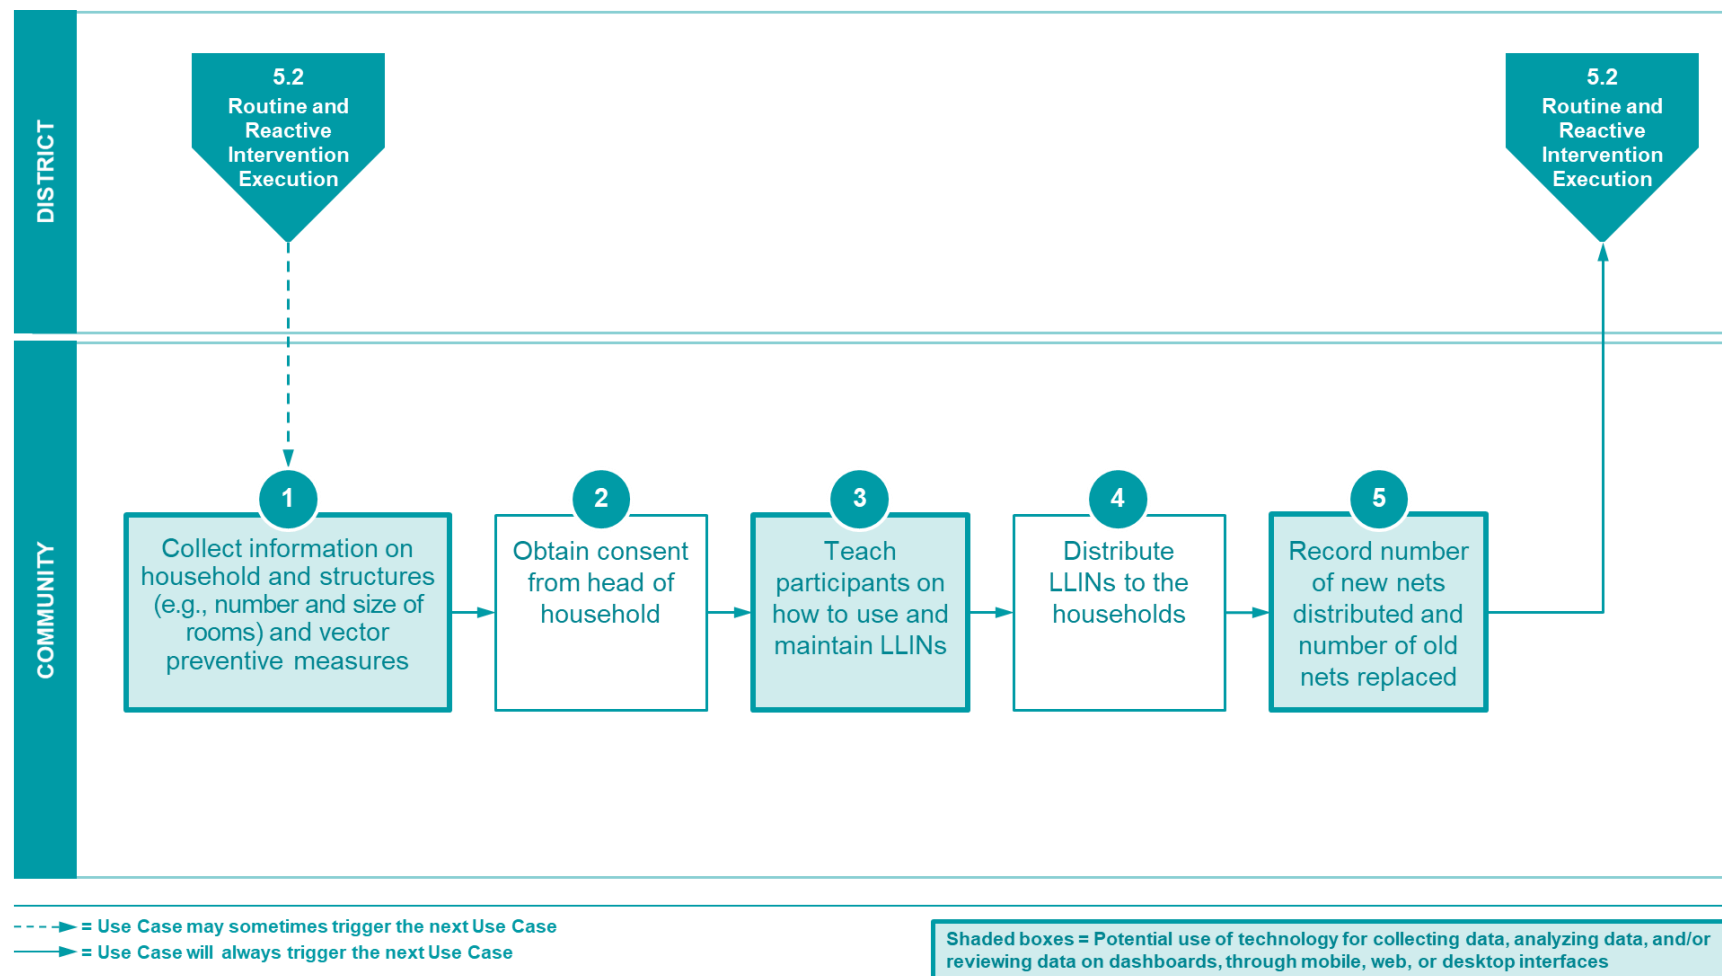 DISTRICT
5.2
Routine and
Reactive
Intervention
Execution
5.2
Routine and
Reactive
Intervention
Execution
COMMUNITY
1
Collect information on
household and structures
(e.g., number and size of
rooms) and vector
preventive measures
2
Obtain consent
from head of
household
3
Teach
participants on
how to use and
maintain LLINs
4
Distribute
LLINs to the
households
5
Record number
of new nets
distributed and
number of old
nets replaced
= Use Case may sometimes trigger the next Use Case
= Use Case will always trigger the next Use Case
Shaded boxes = Potential use of technology for collecting data, analyzing data, and/or
reviewing data on dashboards, through mobile, web, or desktop interfaces